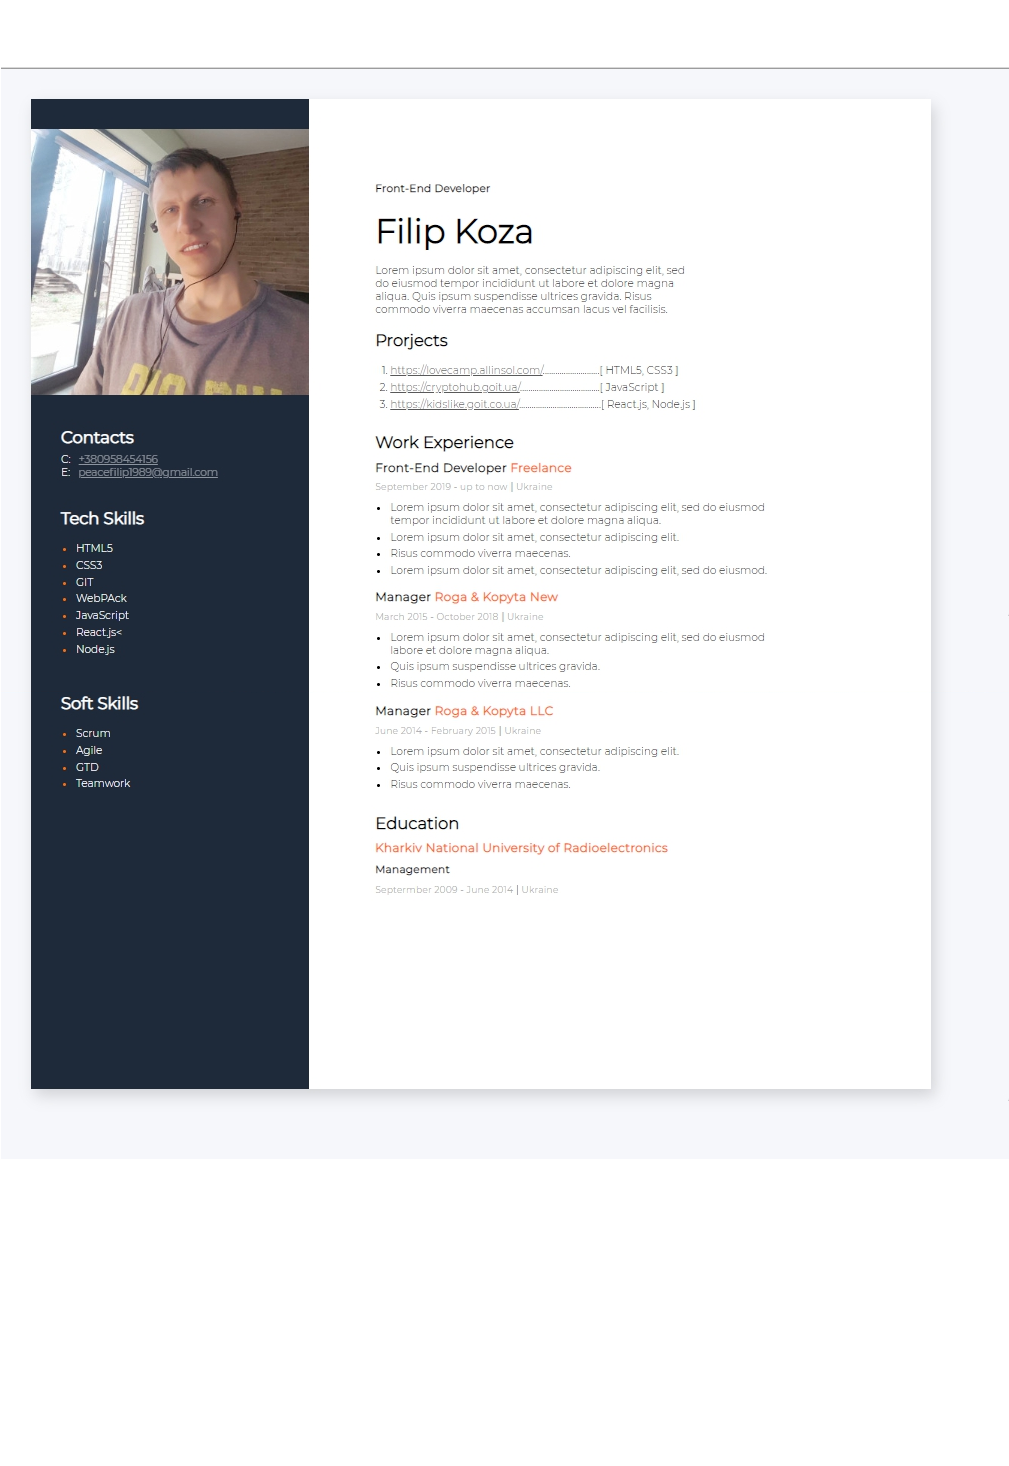 Contacts
C: +380958454156
E: peacefilip1989@gmail.com
Tech Skills
HTML5
CSS3
GIT
WebPAck
JavaScript
React.js<
Node.js
Soft Skills
Scrum
Agile
GTD
Teamwork
Front-End Developer
Filip Koza
Lorem ipsum dolor sit amet, consectetur adipiscing elit, sed
do eiusmod tempor incididunt ut labore et dolore magna
aliqua. Quis ipsum suspendisse ultrices gravida. Risus
commodo viverra maecenas accumsan lacus vel facilisis.
Prorjects
1. https://lovecamp.allinsol.com/............................[ HTML5, CSS3 ]
2. https://cryptohub.goit.ua/.......................................[ JavaScript ]
3. https://kidslike.goit.co.ua/........................................[ React.js, Node.js ]
Work Experience
Front-End Developer Freelance
September 2019 - up to now | Ukraine
• Lorem ipsum dolor sit amet, consectetur adipiscing elit, sed do eiusmod
tempor incididunt ut labore et dolore magna aliqua.
• Lorem ipsum dolor sit amet, consectetur adipiscing elit.
• Risus commodo viverra maecenas.
• Lorem ipsum dolor sit amet, consectetur adipiscing elit, sed do eiusmod.
Manager Roga & Kopyta New
March 2015 - October 2018 | Ukraine
• Lorem ipsum dolor sit amet, consectetur adipiscing elit, sed do eiusmod
labore et dolore magna aliqua.
• Quis ipsum suspendisse ultrices gravida.
• Risus commodo viverra maecenas.
Manager Roga & Kopyta LLC
June 2014 - February 2015 | Ukraine
• Lorem ipsum dolor sit amet, consectetur adipiscing elit.
• Quis ipsum suspendisse ultrices gravida.
• Risus commodo viverra maecenas.
Education
Kharkiv National University of Radioelectronics
Management
Septermber 2009 - June 2014 | Ukraine